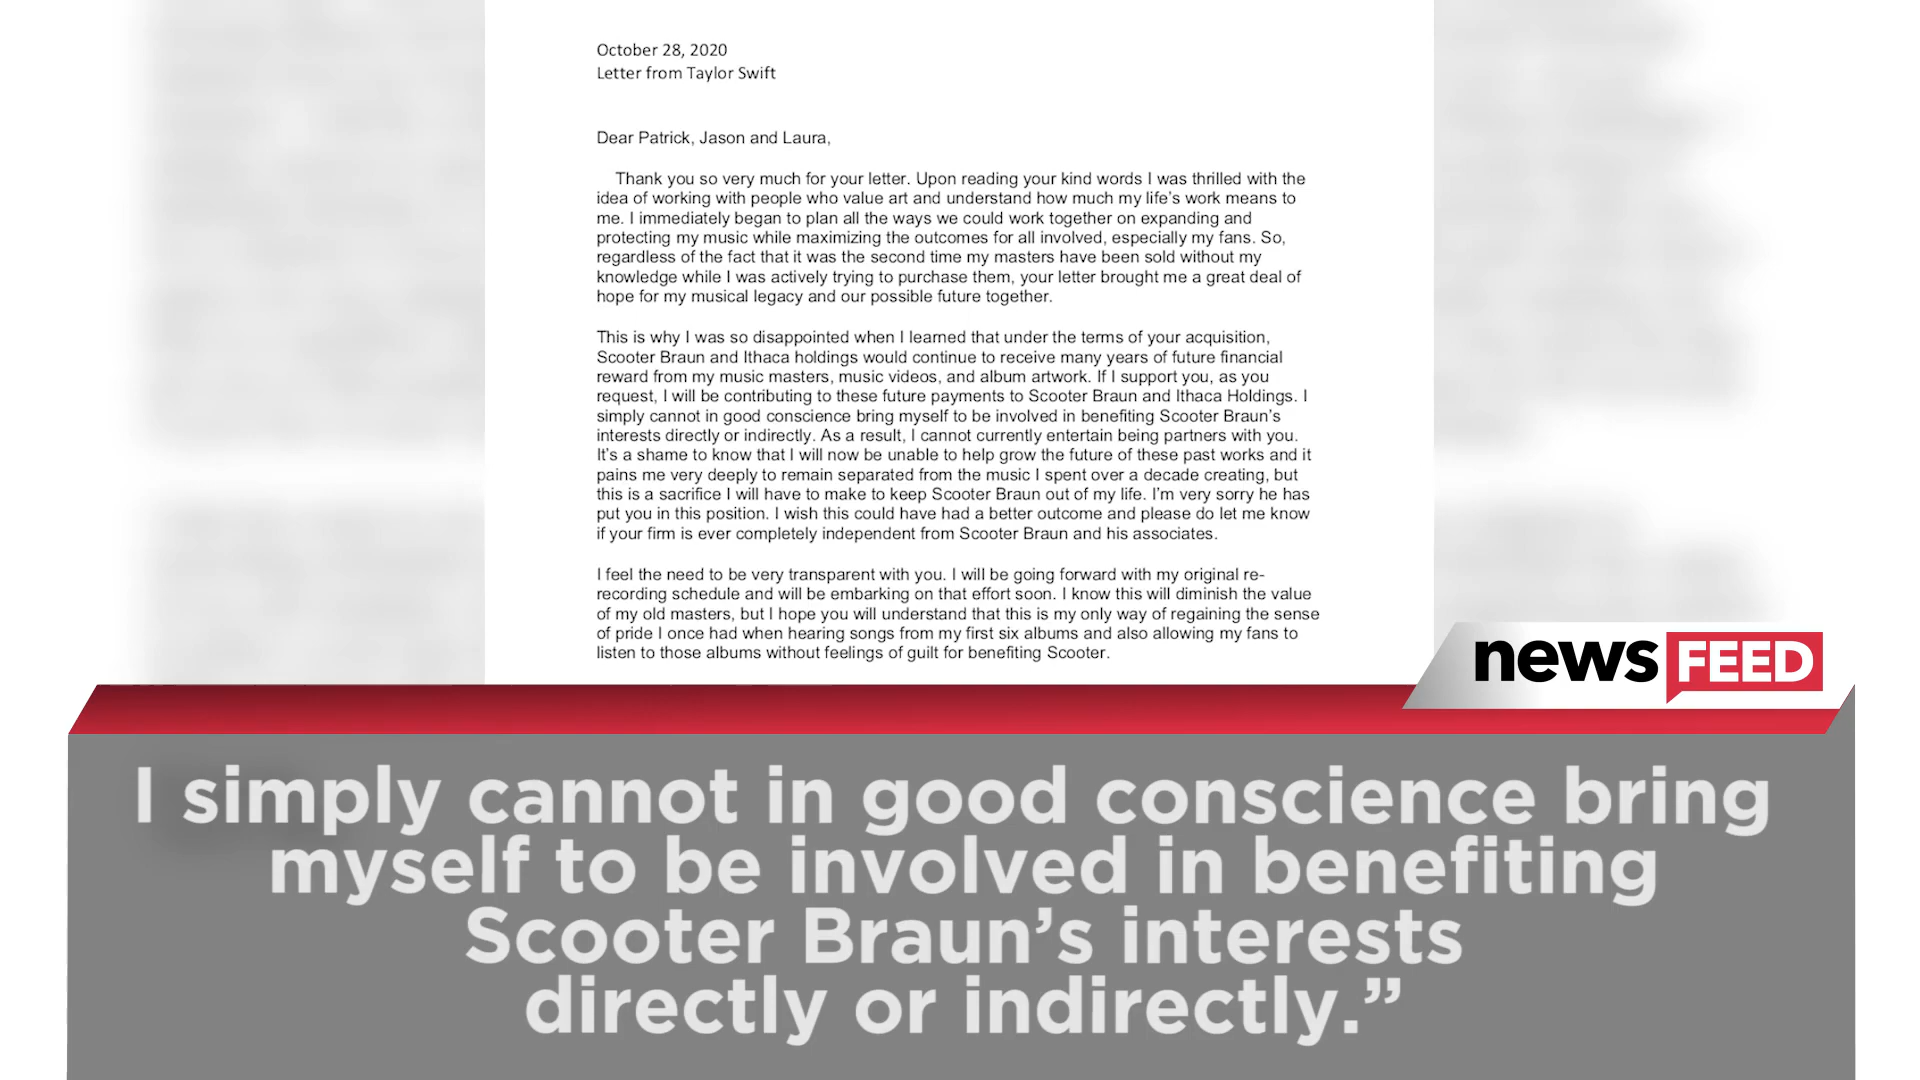 October 28, 2020
Letter from Taylor Swift
Dear Patrick, Jason and Laura,
Thank you so very much for your letter. Upon reading your kind words I was thrilled with the
idea of working with people who value art and understand how much my life's work means to
me. I immediately began to plan all the ways we could work together on expanding and
protecting my music while maximizing the outcomes for all involved, especially my fans. So,
regardless of the fact that it was the second time my masters have been sold without my
knowledge while I was actively trying to purchase them, your letter brought me a great deal of
hope for my musical legacy and our possible future together.
This is why I was so disappointed when I learned that under the terms of your acquisition,
Scooter Braun and Ithaca holdings would continue to receive many years of future financial
reward from my music masters, music videos, and album artwork. If I support you, as you
request, I will be contributing to these future payments to Scooter Braun and Ithaca Holdings. I
simply cannot in good conscience bring myself to be involved in benefiting Scooter Braun's
interests directly or indirectly. As a result, I cannot currently entertain being partners with you.
It's a shame to know that I will now be unable to help grow the future of these past works and it
pains me very deeply to remain separated from the music I spent over a decade creating, but
this is a sacrifice I will have to make to keep Scooter Braun out of my life. I'm very sorry he has
put you in this position. I wish this could have had a better outcome and please do let me know
if your firm is ever completely independent from Scooter Braun and his associates.
I feel the need to be very transparent with you. I will be going forward with my original re-
recording schedule and will be embarking on that effort soon. I know this will diminish the value
of my old masters, but I hope you will understand that this is my only way of regaining the sense
of pride I once had when hearing songs from my first six albums and also allowing my fans to
listen to those albums without feelings of guilt for benefiting Scooter.
news FEED
I simply cannot in good conscience bring
myself to be involved in benefiting
Scooter Braun’s interests
directly or indirectly.”